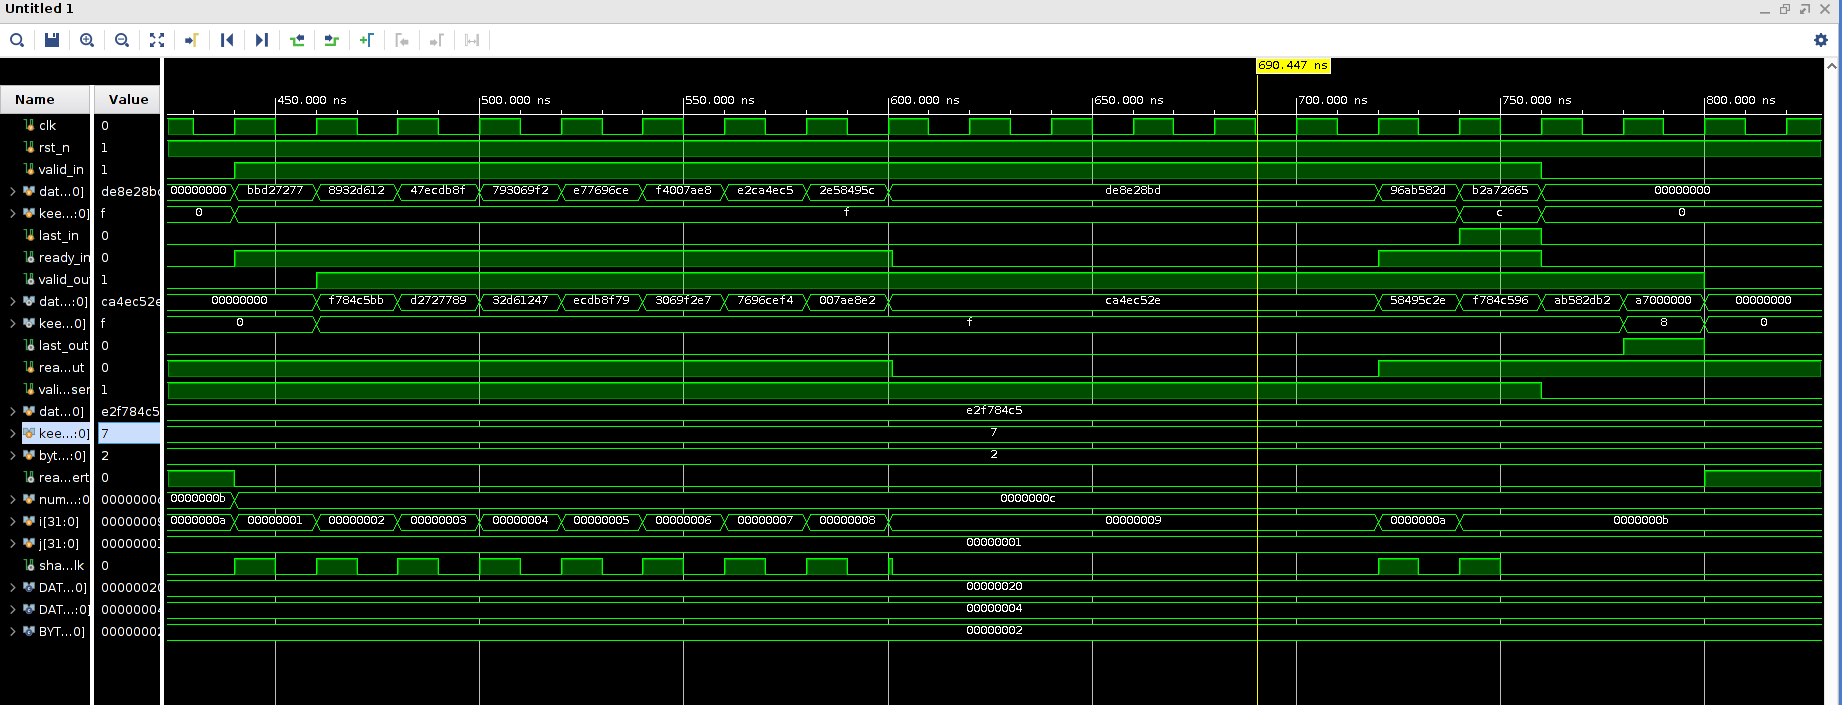 Untitled 1
690.447 ns
Name Value
450.000 ns 500.000 ns 550.000 ns 600.000 ns 650.000 ns 700.000 ns 750.000 ns 800.000 ns
clk 0
rst_n 1
valid_in 1
dat...0] de8e28bd 00000000 bbd27277 8932d612 47ecdb8f 793069f2 e77696ce f4007ae8 e2ca4ec5 2e58495c de8e28bd 96ab582d b2a72665 00000000
kee...:0] f 0 f c 0
last_in 0
ready_in 0
valid_out 1
dat...:0] ca4ec52e 00000000 f784c5bb d2727789 32d61247 ecdb8f79 3069f2e7 7696cef4 007ae8e2 ca4ec52e 58495c2e f784c596 ab582db2 a7000000 00000000
kee...0] f 0 f 8 0
last_out 0
rea...ut 0
vali...ser 1
dat...0] e2f784c5 e2f784c5
kee...:0] 7 7
byt...:0] 2 2
rea...ert 0
num...:0 0000000c 0000000b 0000000c
i[31:0] 00000009 0000000a 00000001 00000002 00000003 00000004 00000005 00000006 00000007 00000008 00000009 0000000a 0000000b
j[31:0] 00000001 00000001
sha...lk 0
DAT...0] 00000020 00000020
DAT...:0] 00000004 00000004
BYT...0] 00000002 00000002